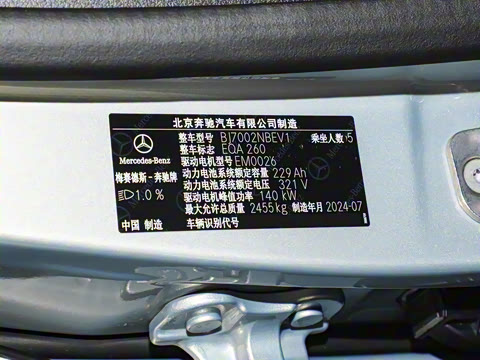 北京奔驰汽车有限公司制造
整车型号 BJ7002NBEV1 乘坐人数 5
整车标志 EQA 260
驱动电机型号 EM0026
动力电池系统额定容量 229 Ah
动力电池系统额定电压 321 V
驱动电机峰值功率 140 kW
最大允许总质量 2455kg 制造年月 2024-07
车辆识别代号
Mercedes-Benz
梅赛德斯-奔驰牌
1.0 %
中国 制造